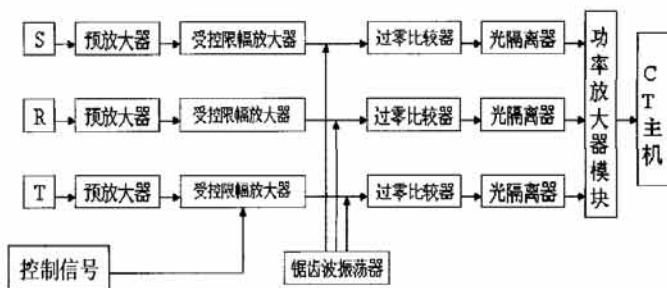 S 预放大器 受控限幅放大器 过零比较器 光隔离器
R 预放大器 受控限幅放大器 过零比较器 光隔离器
T 预放大器 受控限幅放大器 过零比较器 光隔离器
功率放大器模块
CT主机
控制信号
锯齿波振荡器